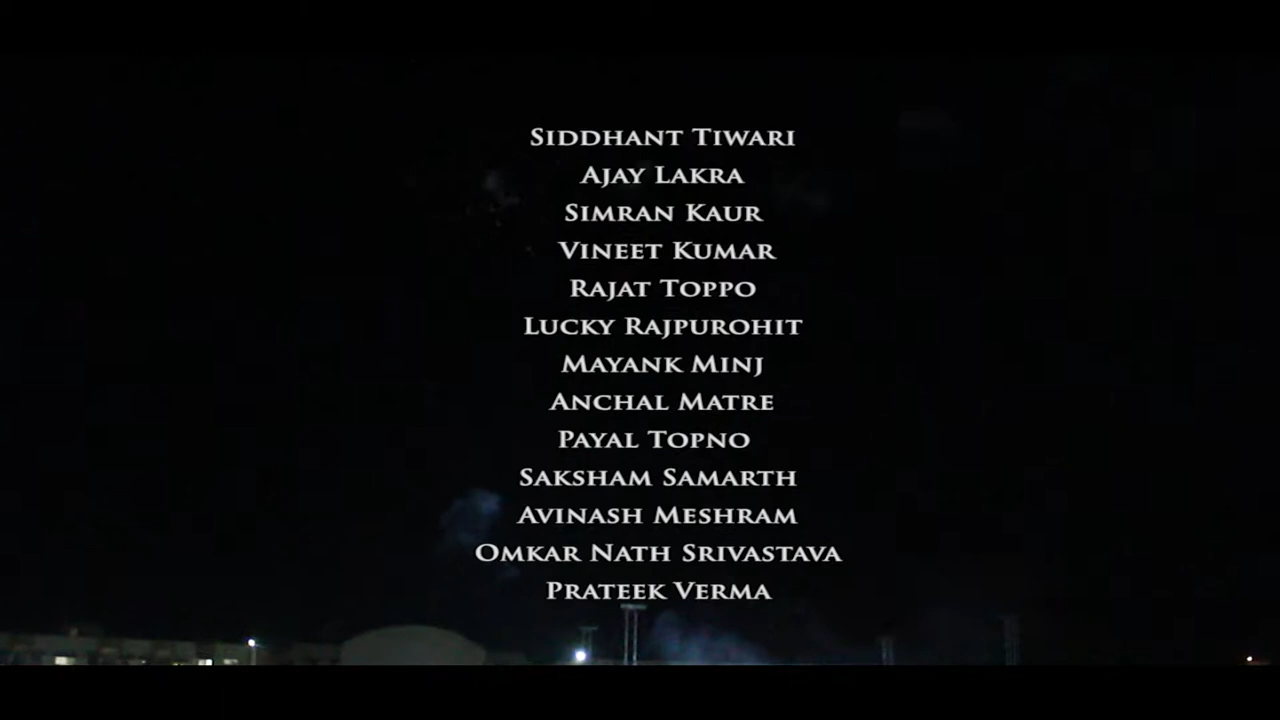 Siddhant Tiwari
Ajay Lakra
Simran Kaur
Vineet Kumar
Rajat Toppo
Lucky Rajpurohit
Mayank Minj
Anchal Matre
Payal Topno
Saksham Samarth
Avinash Meshram
Omkar Nath Srivastava
Prateek Verma